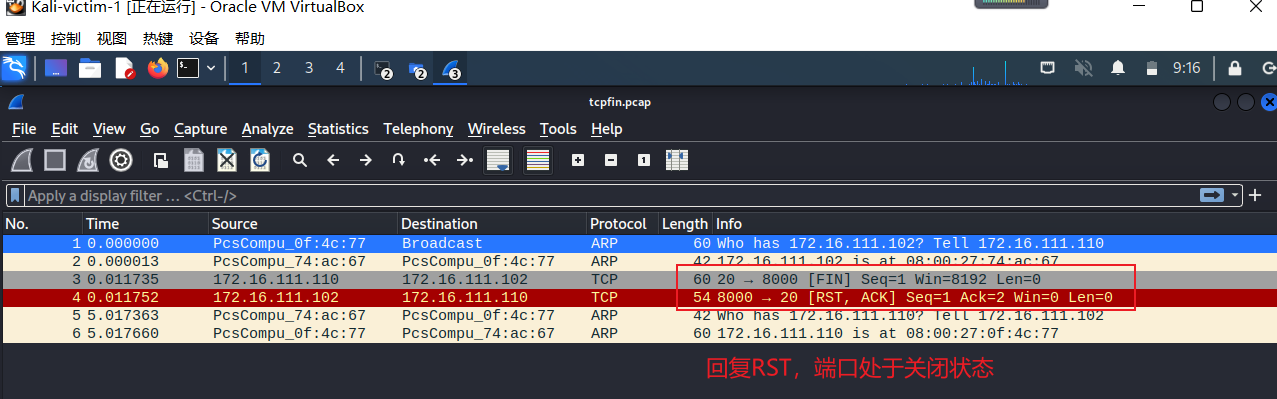 Kali-victim-1 [正在运行] - Oracle VM VirtualBox
管理 控制 视图 热键 设备 帮助
1 2 3 4 2 2 3 9:16
tcpfin.pcap
File Edit View Go Capture Analyze Statistics Telephony Wireless Tools Help
Apply a display filter … <Ctrl-/>
No. Time Source Destination Protocol Length Info
1 0.000000 PcsCompu_0f:4c:77 Broadcast ARP 60 Who has 172.16.111.102? Tell 172.16.111.110
2 0.000013 PcsCompu_74:ac:67 PcsCompu_0f:4c:77 ARP 42 172.16.111.102 is at 08:00:27:74:ac:67
3 0.011735 172.16.111.110 172.16.111.102 TCP 60 20 → 8000 [FIN] Seq=1 Win=8192 Len=0
4 0.011752 172.16.111.102 172.16.111.110 TCP 54 8000 → 20 [RST, ACK] Seq=1 Ack=2 Win=0 Len=0
5 5.017363 PcsCompu_74:ac:67 PcsCompu_0f:4c:77 ARP 42 Who has 172.16.111.110? Tell 172.16.111.102
6 5.017660 PcsCompu_0f:4c:77 PcsCompu_74:ac:67 ARP 60 172.16.111.110 is at 08:00:27:0f:4c:77
回复RST，端口处于关闭状态